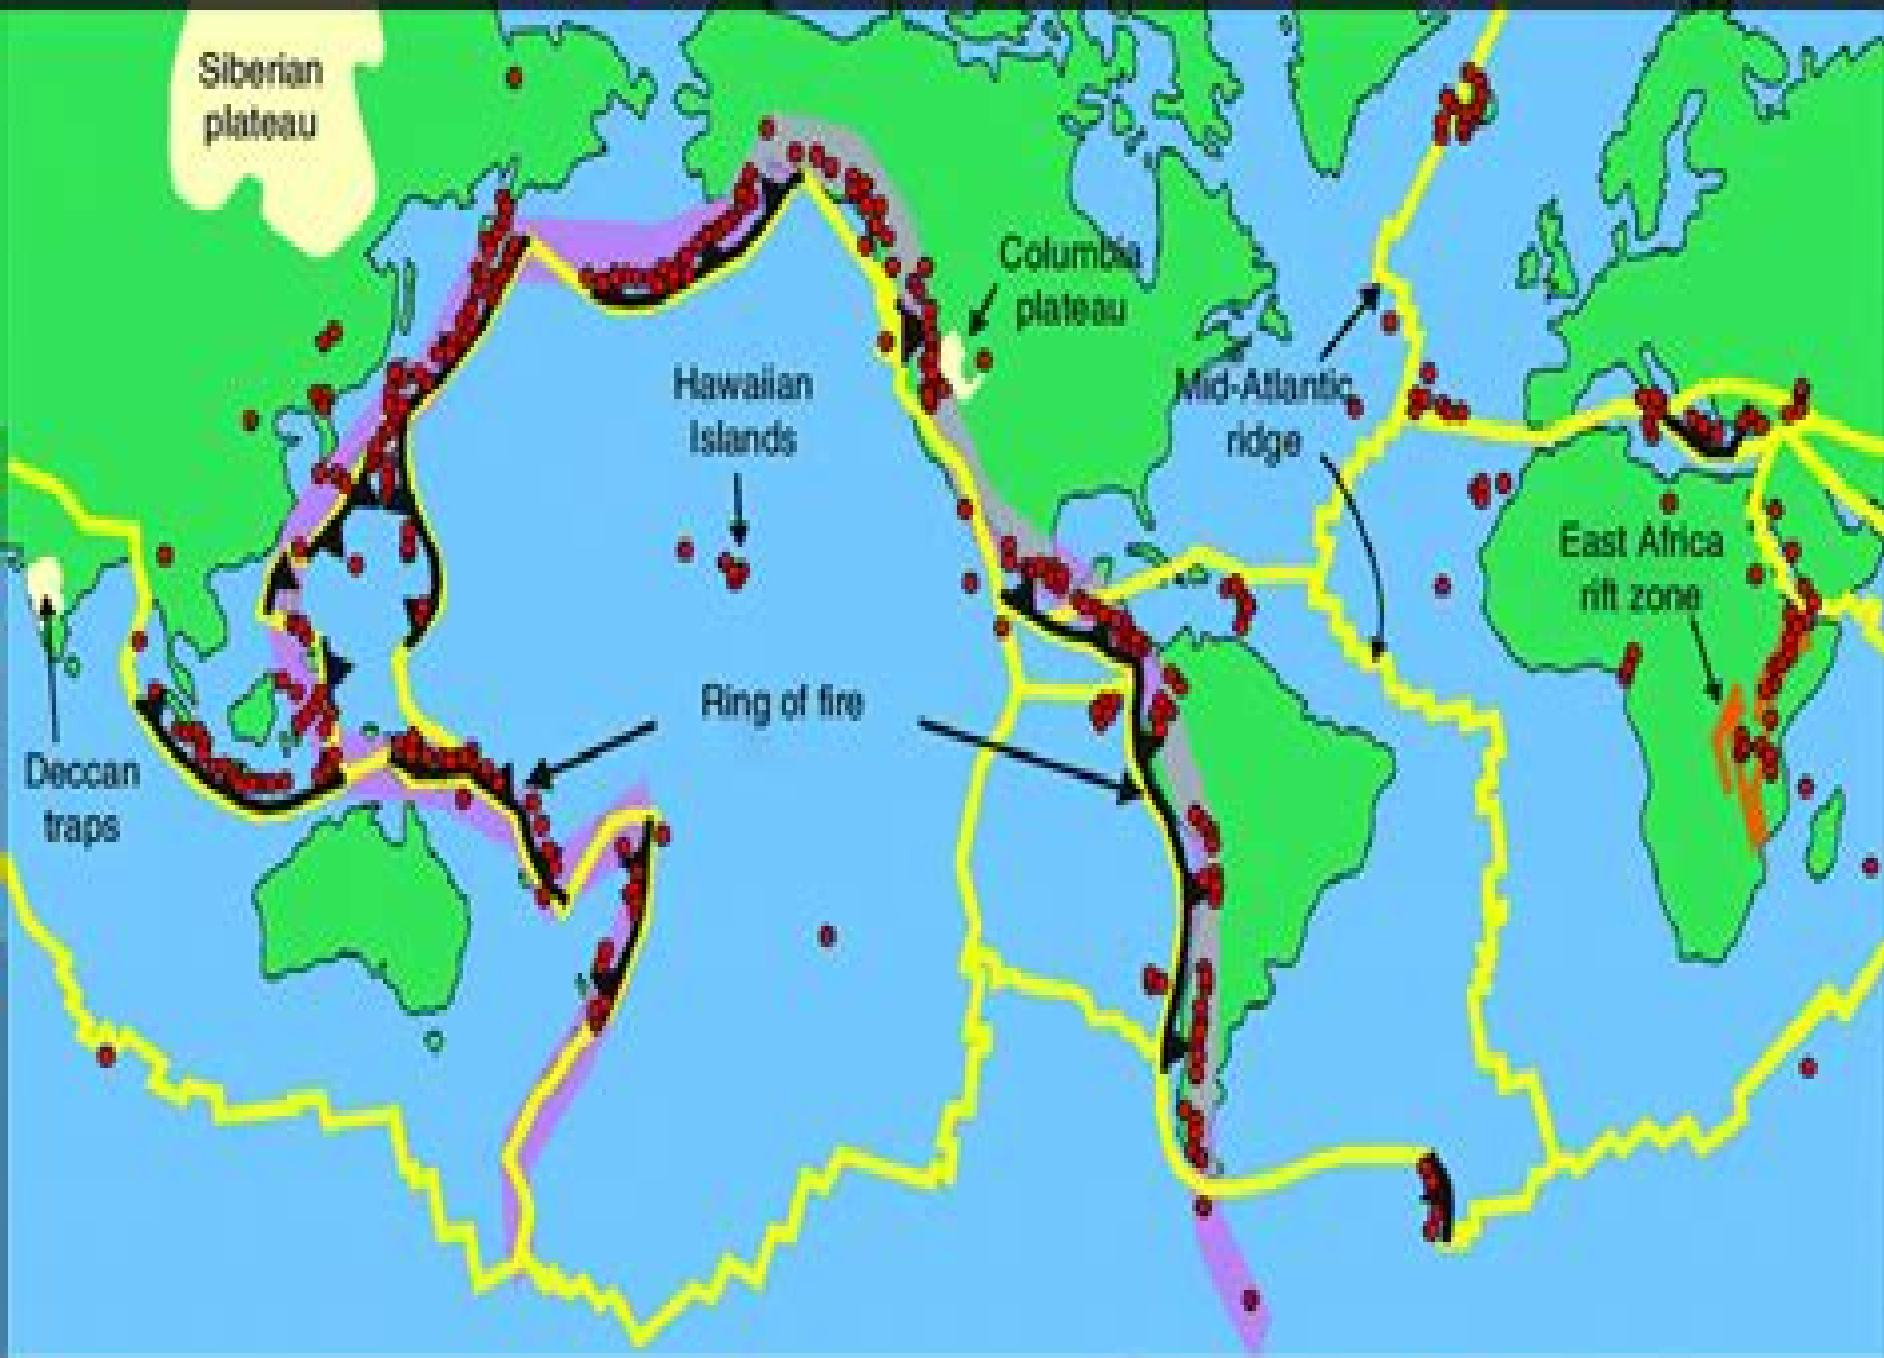 Siberian
plateau
Columbia
plateau
Hawaiian
Islands
Mid-Atlantic
ridge
East Africa
rift zone
Ring of fire
Deccan
traps